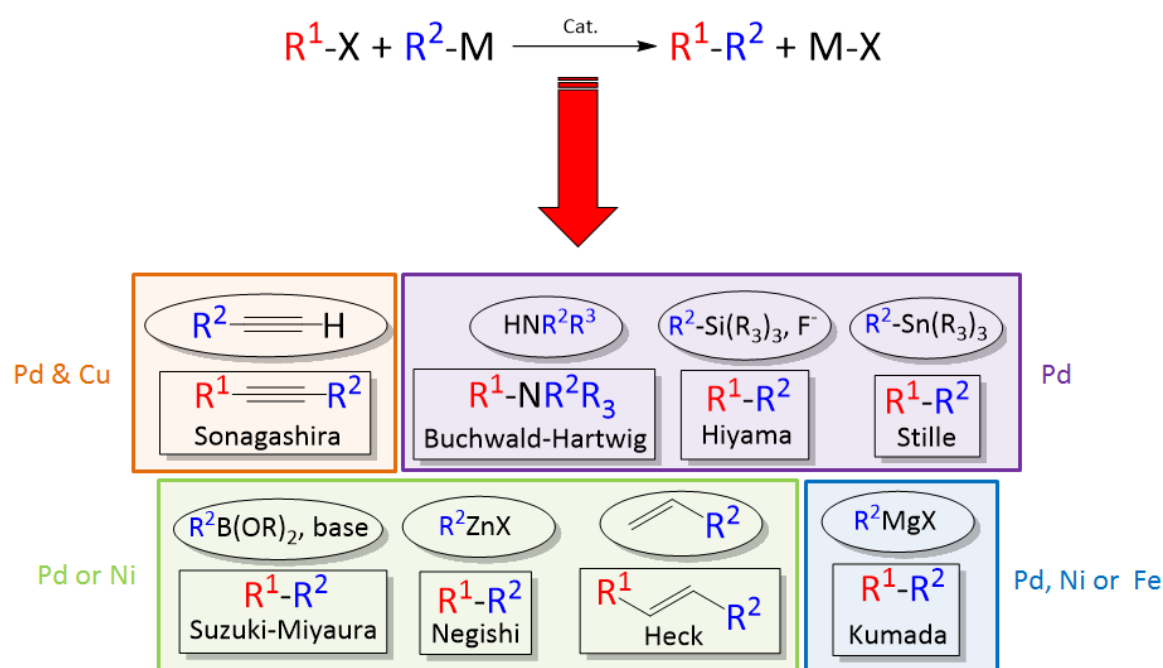 Cat.
R¹-X + R²-M R¹-R² + M-X
R² H
HNR²R³
R²-Si(R₃)₃, F⁻
R²-Sn(R₃)₃
Pd & Cu
Pd
R¹ R²
Sonagashira
R¹-NR²R₃
Buchwald-Hartwig
R¹-R²
Hiyama
R¹-R²
Stille
R²B(OR)₂, base
R²ZnX
R²
R²MgX
Pd or Ni
Pd, Ni or Fe
R¹-R²
Suzuki-Miyaura
R¹-R²
Negishi
R¹ R²
Heck
R¹-R²
Kumada